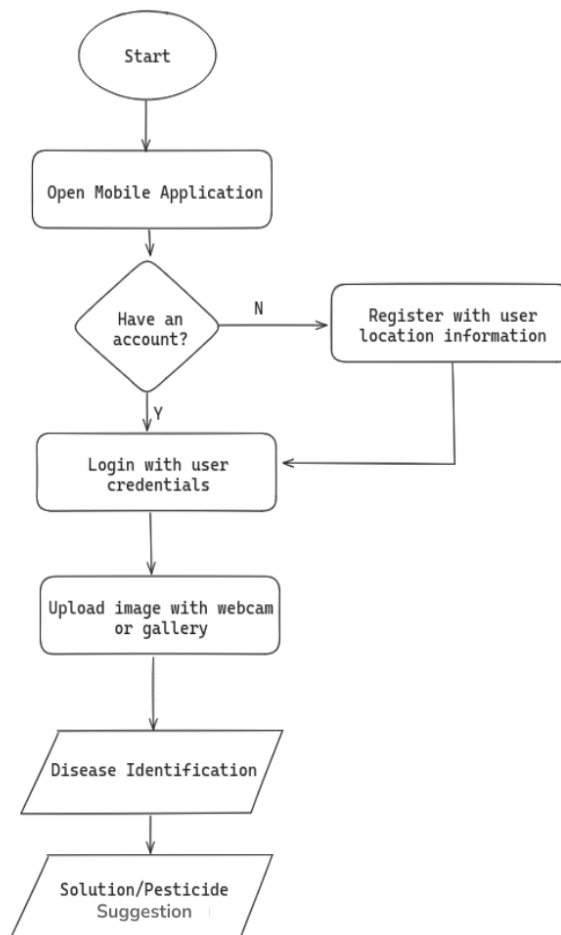 Start
Open Mobile Application
Have an
account?
N
Register with user
location information
Y
Login with user
credentials
Upload image with webcam
or gallery
Disease Identification
Solution/Pesticide
Suggestion